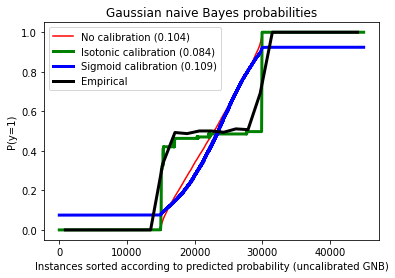 Gaussian naive Bayes probabilities
No calibration (0.104)
Isotonic calibration (0.084)
Sigmoid calibration (0.109)
Empirical
P(y=1)
1.0
0.8
0.6
0.4
0.2
0.0
0 10000 20000 30000 40000
Instances sorted according to predicted probability (uncalibrated GNB)